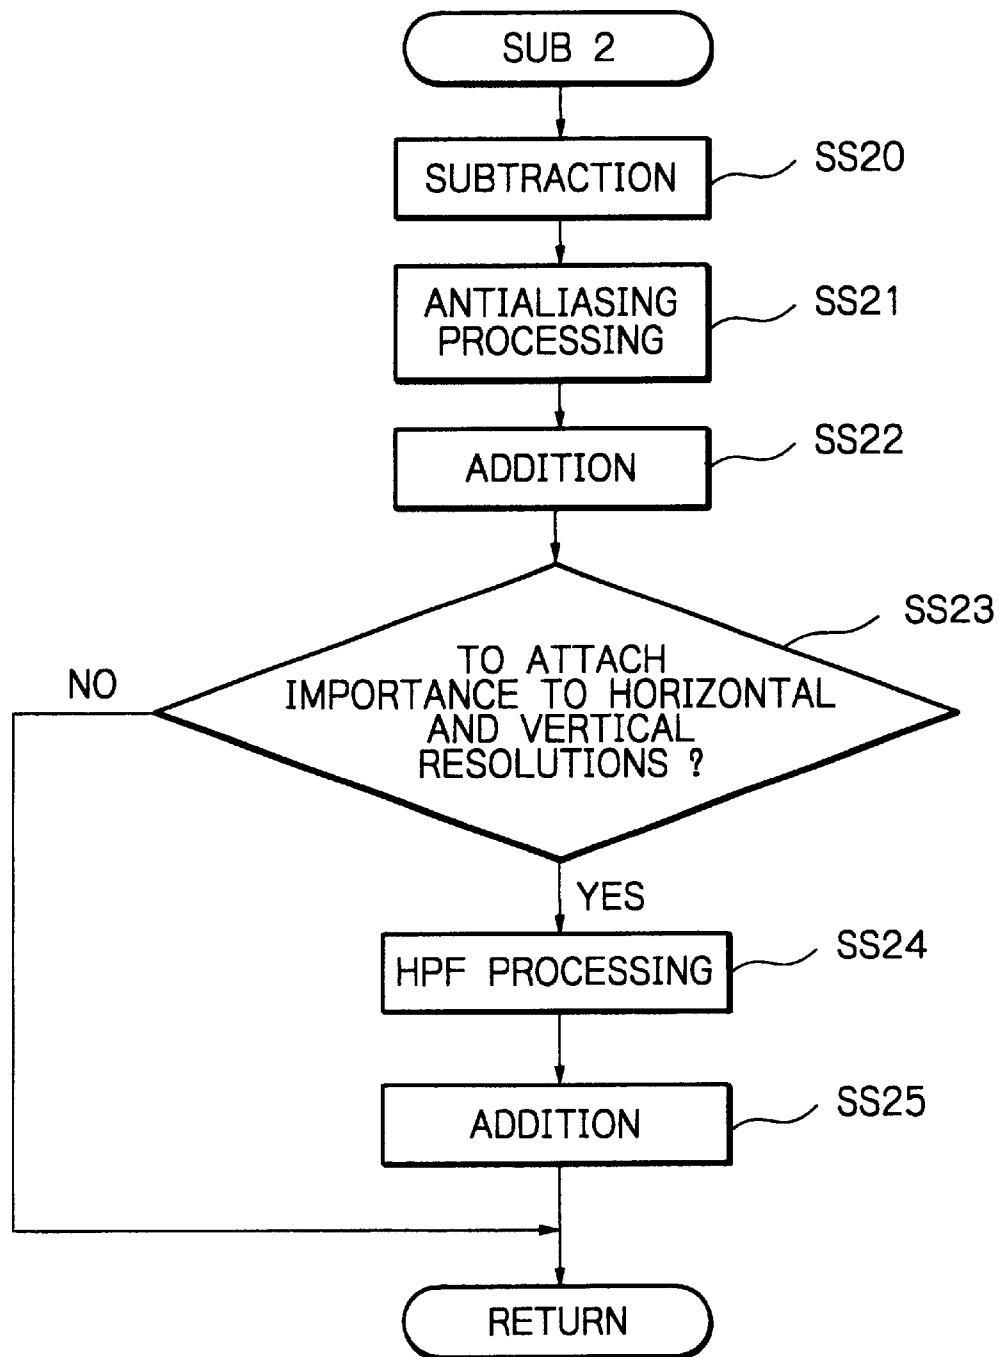 SUB 2
SUBTRACTION
SS20
ANTIALIASING
PROCESSING
SS21
ADDITION
SS22
TO ATTACH
IMPORTANCE TO HORIZONTAL
AND VERTICAL
RESOLUTIONS ?
SS23
NO
YES
HPF PROCESSING
SS24
ADDITION
SS25
RETURN